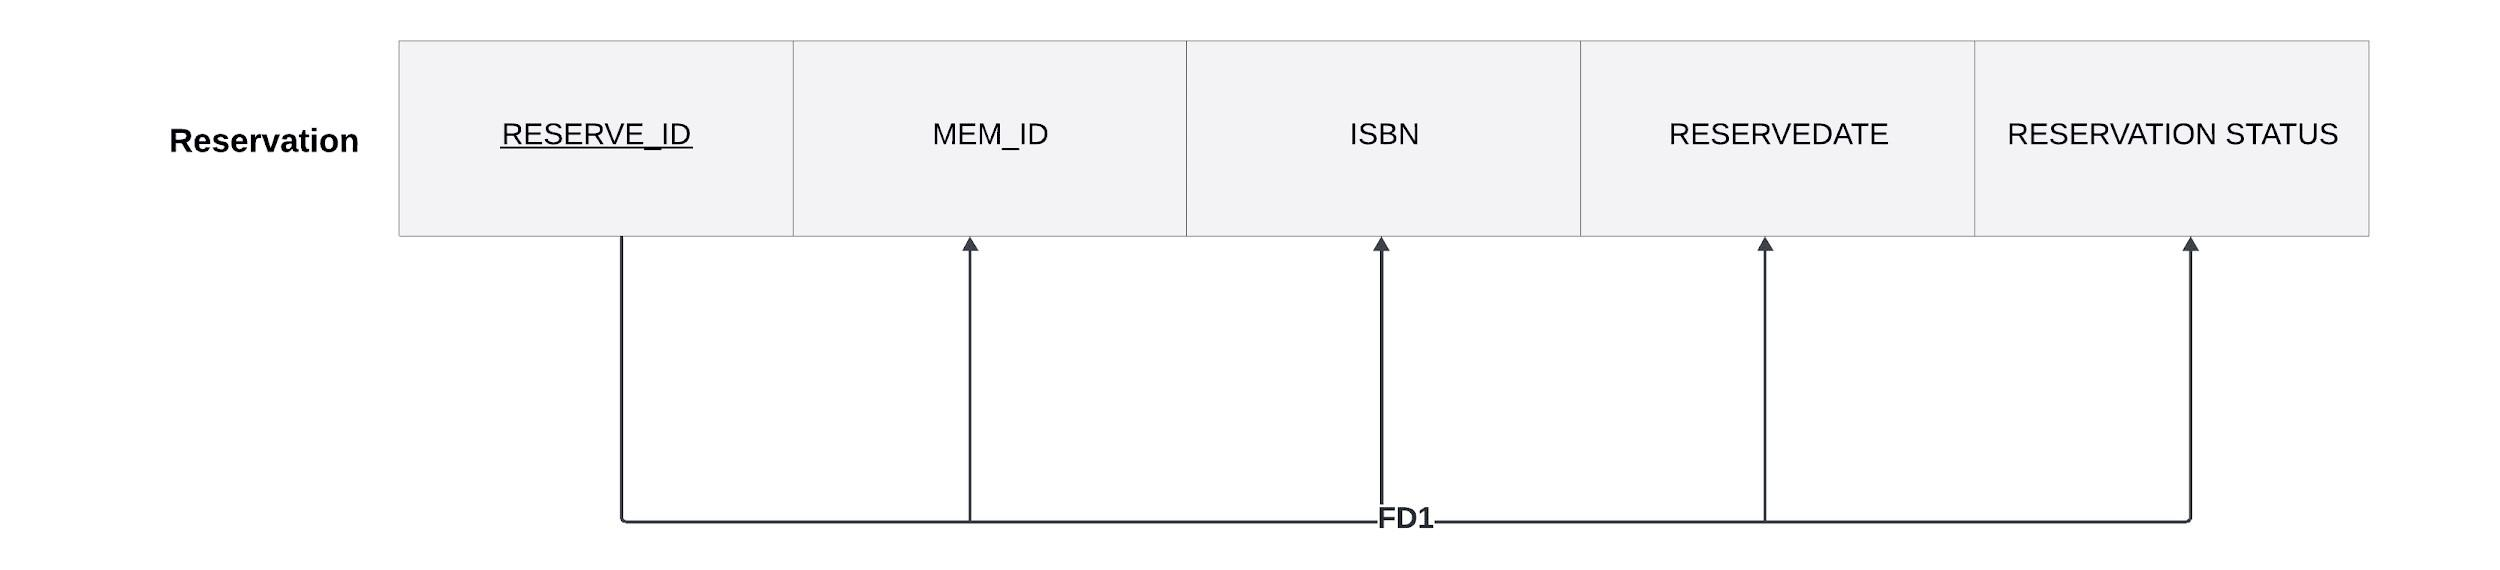 Reservation
RESERVE_ID
MEM_ID
ISBN
RESERVEDATE
RESERVATION STATUS
FD1